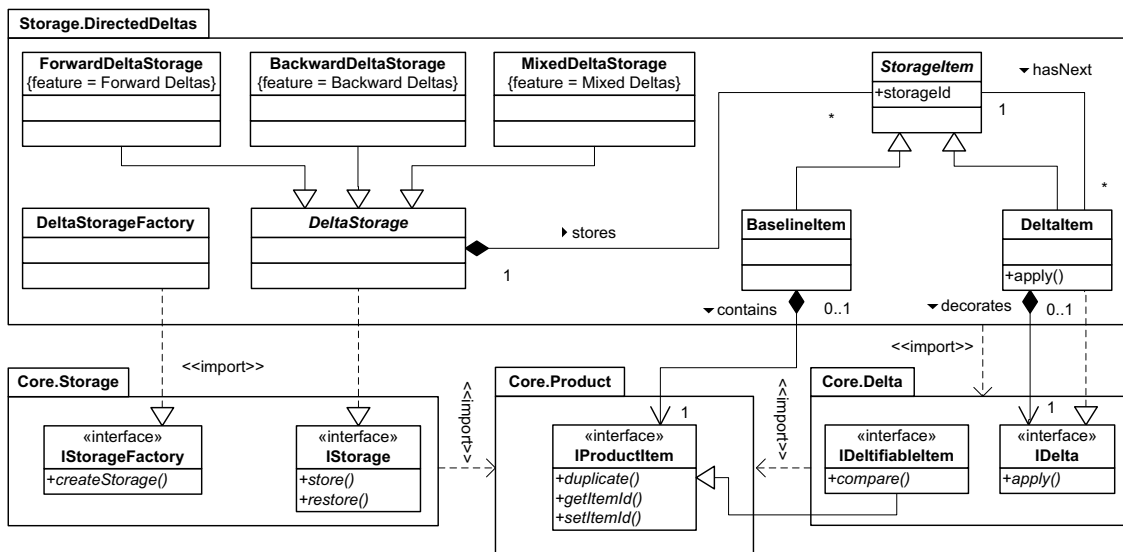 Storage.DirectedDeltas
ForwardDeltaStorage
{feature = Forward Deltas}
BackwardDeltaStorage
{feature = Backward Deltas}
MixedDeltaStorage
{feature = Mixed Deltas}
StorageItem
+storageId
hasNext
*
1
*
DeltaStorageFactory
DeltaStorage
stores
1
BaselineItem
DeltaItem
+apply()
contains
0..1
decorates
0..1
<<import>>
<<import>>
Core.Storage
<<import>>
Core.Product
<<import>>
Core.Delta
«interface»
IStorageFactory
+createStorage()
«interface»
IStorage
+store()
+restore()
1
«interface»
IProductItem
+duplicate()
+getItemId()
+setItemId()
«interface»
IDeltifiableItem
+compare()
1
«interface»
IDelta
+apply()